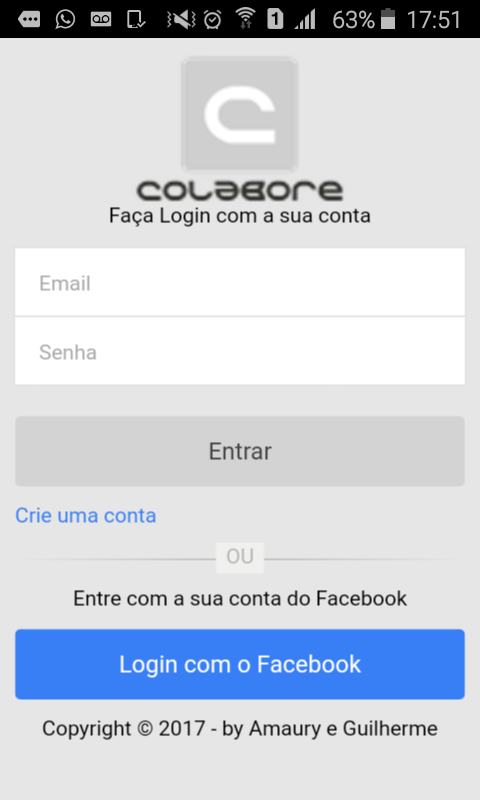 1 63% 17:51
COLABORE
Faça Login com a sua conta
Email
Senha
Entrar
Crie uma conta
OU
Entre com a sua conta do Facebook
Login com o Facebook
Copyright © 2017 - by Amaury e Guilherme